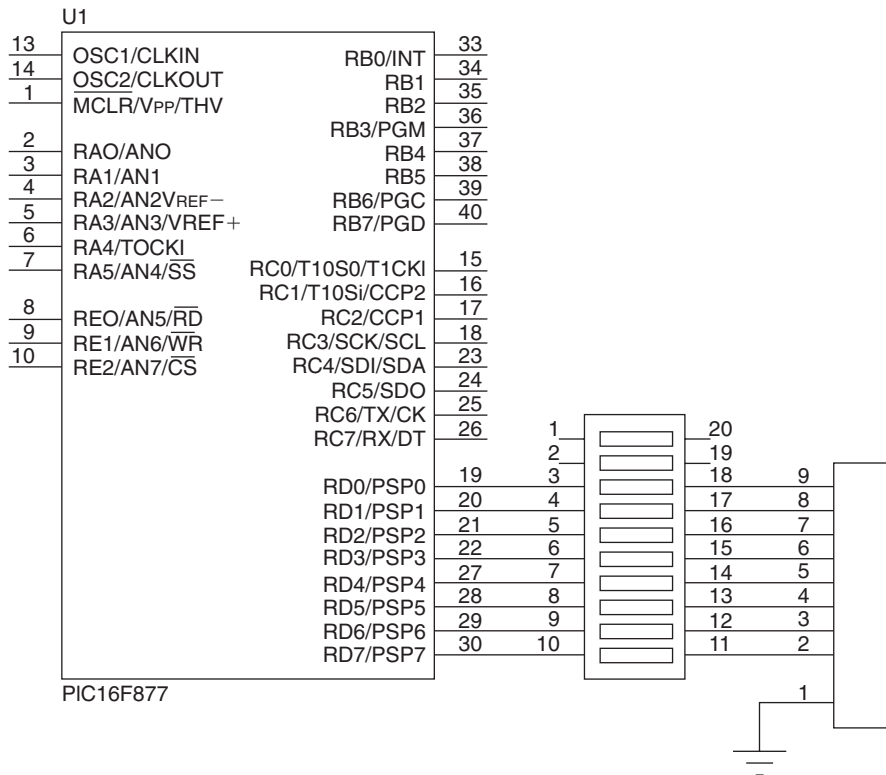 U1
13 OSC1/CLKIN
14 OSC2/CLKOUT
1 MCLR/VPP/THV
2 RAO/ANO
3 RA1/AN1
4 RA2/AN2VREF−
5 RA3/AN3/VREF+
6 RA4/TOCKI
7 RA5/AN4/SS
8 REO/AN5/RD
9 RE1/AN6/WR
10 RE2/AN7/CS
RB0/INT 33
RB1 34
RB2 35
RB3/PGM 36
RB4 37
RB5 38
RB6/PGC 39
RB7/PGD 40
RC0/T10S0/T1CKI 15
RC1/T10Si/CCP2 16
RC2/CCP1 17
RC3/SCK/SCL 18
RC4/SDI/SDA 23
RC5/SDO 24
RC6/TX/CK 25
RC7/RX/DT 26
1 20
2 19
RD0/PSP0 19 3 18 9
RD1/PSP1 20 4 17 8
RD2/PSP2 21 5 16 7
RD3/PSP3 22 6 15 6
RD4/PSP4 27 7 14 5
RD5/PSP5 28 8 13 4
RD6/PSP6 29 9 12 3
RD7/PSP7 30 10 11 2
1
PIC16F877